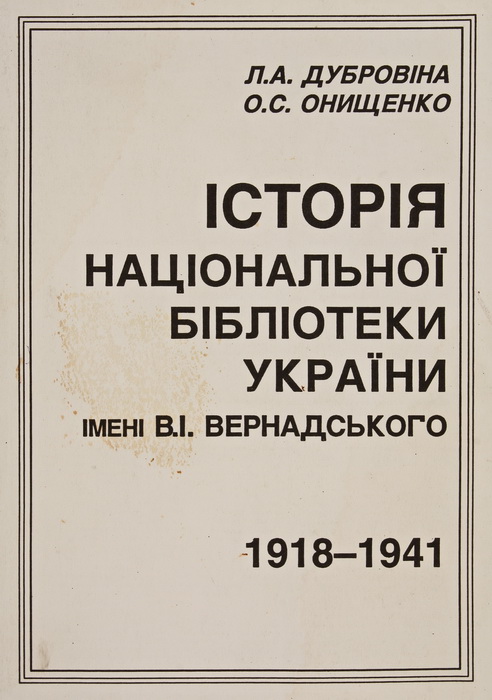 Л.А. ДУБРОВІНА
О.С. ОНИЩЕНКО
ІСТОРІЯ
НАЦІОНАЛЬНОЇ
БІБЛІОТЕКИ
УКРАЇНИ
ІМЕНІ В.І. ВЕРНАДСЬКОГО
1918–1941